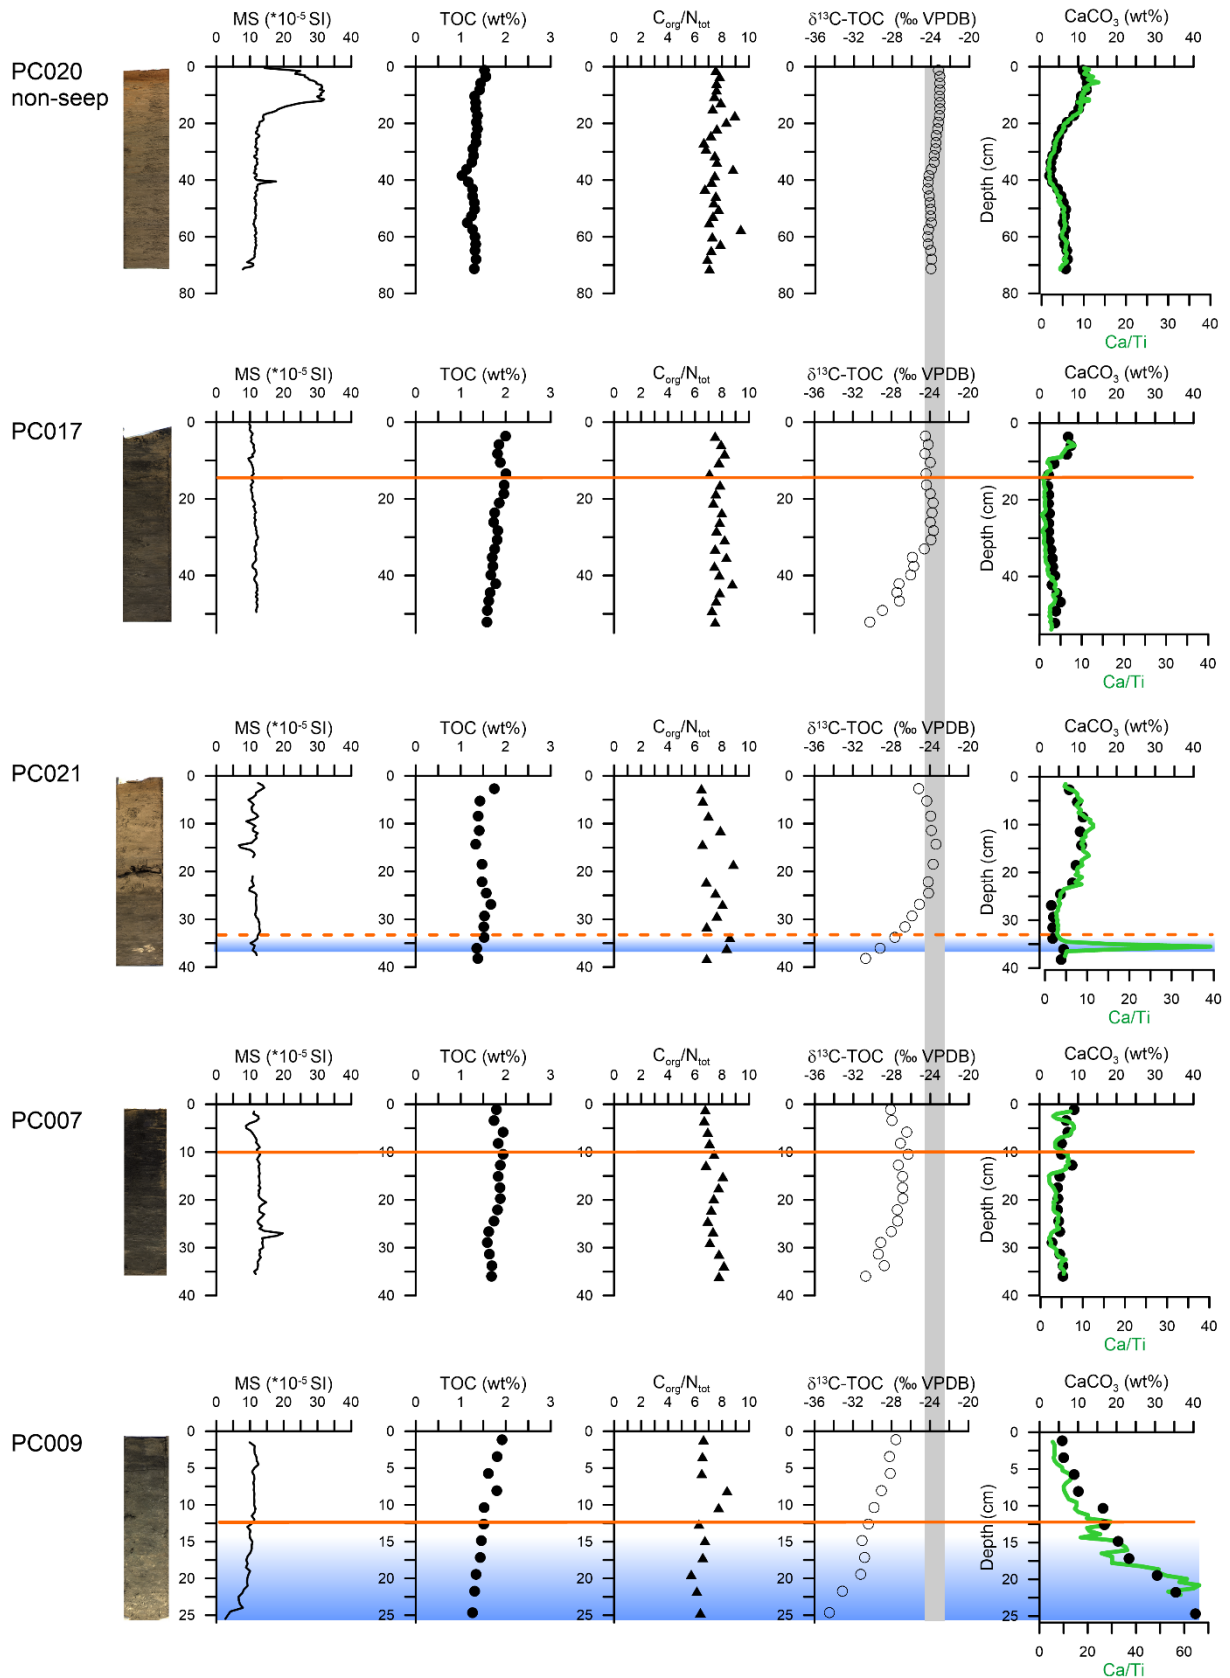 MS (*10⁻⁵ SI) TOC (wt%) C_org/N_tot δ¹³C-TOC (‰ VPDB) CaCO₃ (wt%)
0 10 20 30 40 0 1 2 3 0 2 4 6 8 10 -36 -32 -28 -24 -20 0 10 20 30 40
PC020
non-seep
0 0 0 0 0
20 20 20 20 20
40 40 40 40 40
60 60 60 60 60
80 80 80 80 80
Depth (cm)
0 10 20 30 40
Ca/Ti
MS (*10⁻⁵ SI) TOC (wt%) C_org/N_tot δ¹³C-TOC (‰ VPDB) CaCO₃ (wt%)
0 10 20 30 40 0 1 2 3 0 2 4 6 8 10 -36 -32 -28 -24 -20 0 10 20 30 40
PC017
0 0 0 0 0
20 20 20 20 20
40 40 40 40 40
Depth (cm)
0 10 20 30 40
Ca/Ti
MS (*10⁻⁵ SI) TOC (wt%) C_org/N_tot δ¹³C-TOC (‰ VPDB) CaCO₃ (wt%)
0 10 20 30 40 0 1 2 3 0 2 4 6 8 10 -36 -32 -28 -24 -20 0 10 20 30 40
PC021
0 0 0 0 0
10 10 10 10 10
20 20 20 20 20
30 30 30 30 30
40 40 40 40 40
Depth (cm)
0 10 20 30 40
Ca/Ti
MS (*10⁻⁵ SI) TOC (wt%) C_org/N_tot δ¹³C-TOC (‰ VPDB) CaCO₃ (wt%)
0 10 20 30 40 0 1 2 3 0 2 4 6 8 10 -36 -32 -28 -24 -20 0 10 20 30 40
PC007
0 0 0 0 0
10 10 10 10 10
20 20 20 20 20
30 30 30 30 30
40 40 40 40 40
Depth (cm)
0 10 20 30 40
Ca/Ti
MS (*10⁻⁵ SI) TOC (wt%) C_org/N_tot δ¹³C-TOC (‰ VPDB) CaCO₃ (wt%)
0 10 20 30 40 0 1 2 3 0 2 4 6 8 10 -36 -32 -28 -24 -20 0 10 20 30 40
PC009
0 0 0 0 0
5 5 5 5 5
10 10 10 10 10
15 15 15 15 15
20 20 20 20 20
25 25 25 25 25
Depth (cm)
0 20 40 60
Ca/Ti